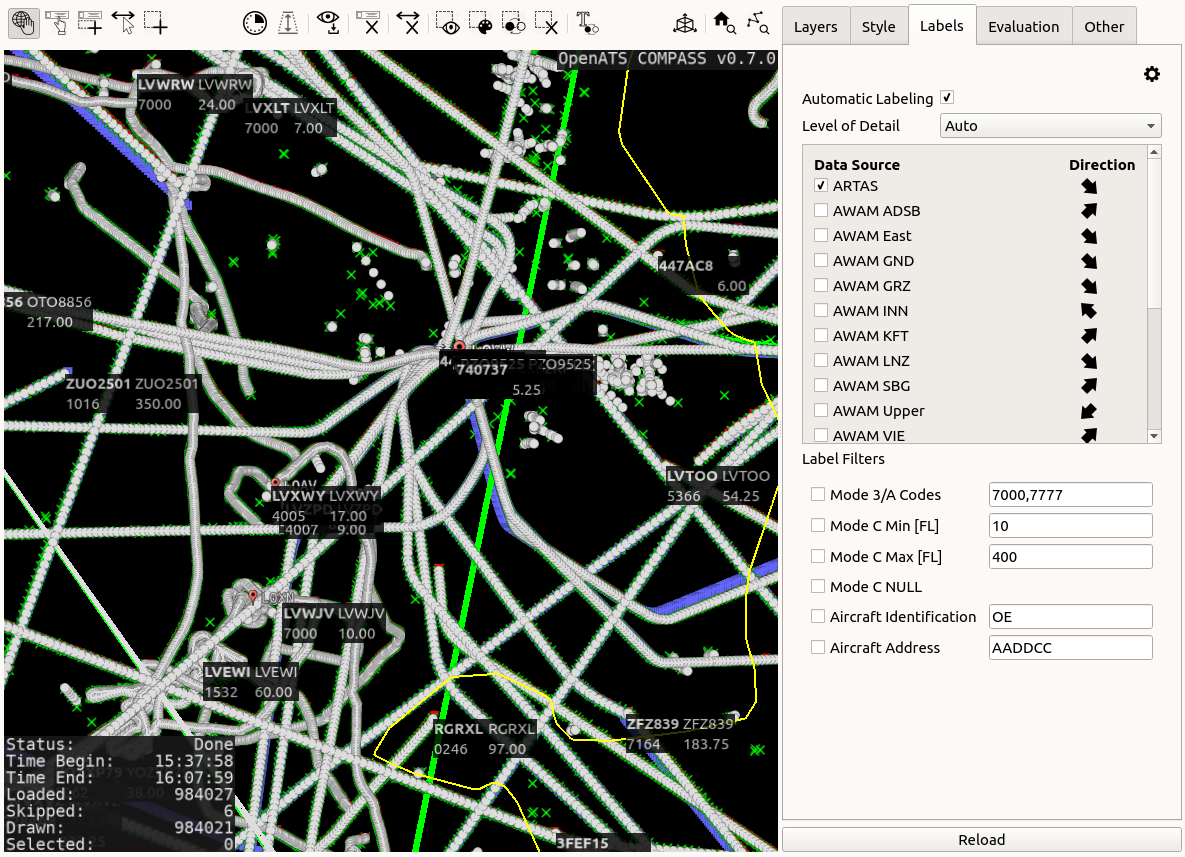 Layers Style Labels Evaluation Other
OpenATS COMPASS v0.7.0
LVWRW LVWRW
7000 24.00
LVXLT LVXLT
7000 7.00
447AC8
6.00
856 OTO8856
217.00
740737
5.25
ZUO2501 ZUO2501
1016 350.00
LVTOO LVTOO
5366 54.25
LOAV
LVXWY LVXWY
4005 17.00
4007 9.00
LOXN
LVWJV LVWJV
7000 10.00
LVEWI LVEWI
1532 60.00
RGRXL RGRXL
0246 97.00
ZFZ839 ZFZ839
7164 183.75
3FEF15
Status: Done
Time Begin: 15:37:58
Time End: 16:07:59
Loaded: 984027
Skipped: 6
Drawn: 984021
Selected: 0
Automatic Labeling
Level of Detail Auto
Data Source Direction
ARTAS
AWAM ADSB
AWAM East
AWAM GND
AWAM GRZ
AWAM INN
AWAM KFT
AWAM LNZ
AWAM SBG
AWAM Upper
AWAM VIE
Label Filters
Mode 3/A Codes 7000,7777
Mode C Min [FL] 10
Mode C Max [FL] 400
Mode C NULL
Aircraft Identification OE
Aircraft Address AADDCC
Reload